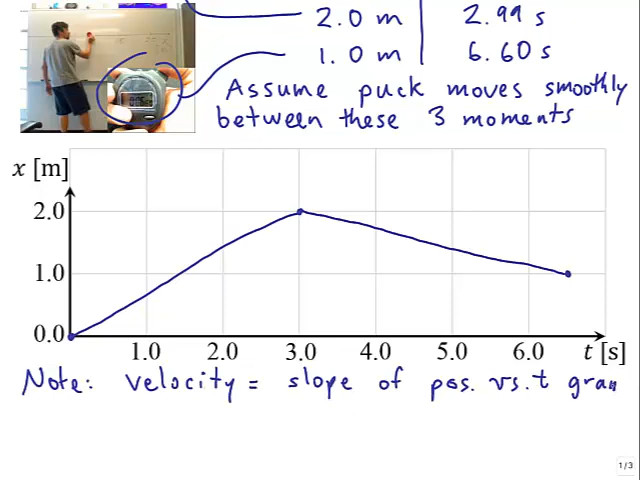 2.0 m 2.99 s
1.0 m 6.60 s
Assume puck moves smoothly
between these 3 moments
x [m]
2.0
1.0
0.0
1.0 2.0 3.0 4.0 5.0 6.0 t [s]
Note: velocity = slope of pos. vs. t gra
1/3